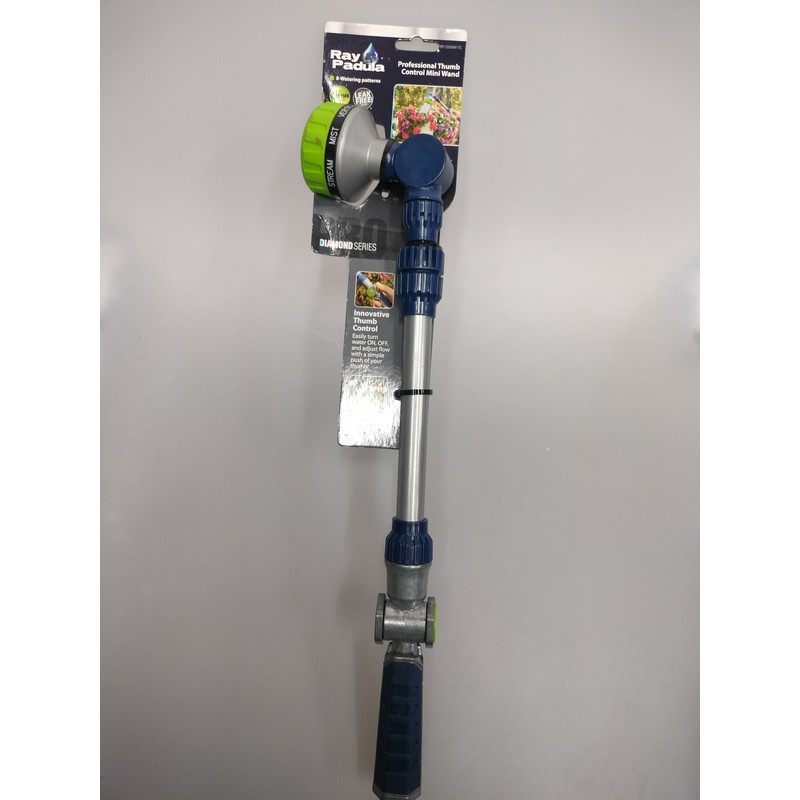 Ray
Padula
8-Watering patterns
LEAK
FREE!
Professional Thumb
Control Mini Wand
STREAM
MIST
PRO
DIAMOND SERIES
Innovative
Thumb
Control
Easily turn
water ON, OFF,
and adjust flow
with a simple
push of your
thumb!